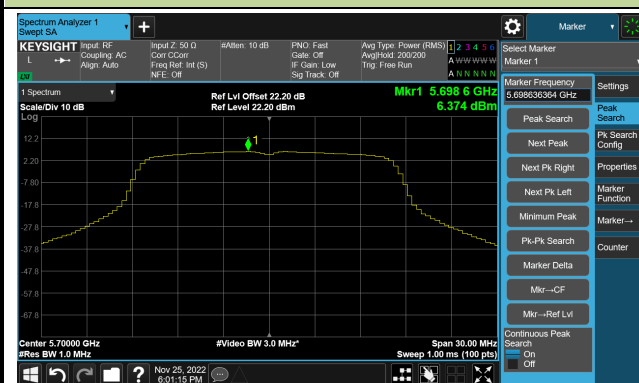 Spectrum Analyzer 1
Swept SA
+
Marker
KEYSIGHT
L
Input: RF
Coupling: AC
Align: Auto
Input Z: 50 Ω
Corr CCorr
Freq Ref: Int (S)
NFE: Off
#Atten: 10 dB
PNO: Fast
Gate: Off
IF Gain: Low
Sig Track: Off
Avg Type: Power (RMS)
Avg|Hold: 200/200
Trig: Free Run
1 2 3 4 5 6
A W W W W W
A N N N N N
LXI
Select Marker
Marker 1
1 Spectrum
Scale/Div 10 dB
Log
Ref Lvl Offset 22.20 dB
Ref Level 22.20 dBm
Mkr1 5.698 6 GHz
6.374 dBm
1
12.2
2.20
-7.80
-17.8
-27.8
-37.8
-47.8
-57.8
-67.8
Center 5.70000 GHz
#Res BW 1.0 MHz
#Video BW 3.0 MHz*
Span 30.00 MHz
Sweep 1.00 ms (100 pts)
Marker Frequency
5.698636364 GHz
Peak Search
Next Peak
Next Pk Right
Next Pk Left
Minimum Peak
Pk-Pk Search
Marker Delta
Mkr→CF
Mkr→Ref Lvl
Continuous Peak
Search
On
Off
Settings
Peak
Search
Pk Search
Config
Properties
Marker
Function
Marker→
Counter
?
Nov 25, 2022
6:01:15 PM